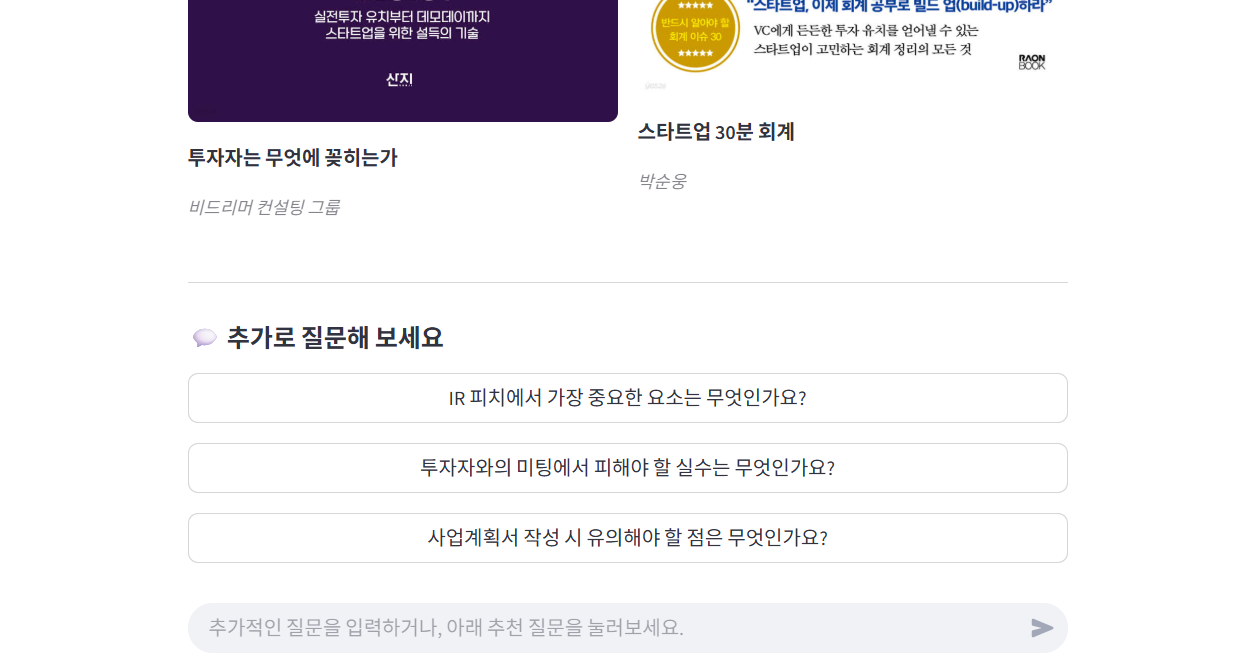 실전투자 유치부터 데모데이까지
스타트업을 위한 설득의 기술
산지
투자자는 무엇에 꽂히는가
비드리머 컨설팅 그룹
"스타트업, 이제 회계 공부로 빌드 업(build-up)하라"
반드시 알아야 할
회계 이슈 30
VC에게 든든한 투자 유치를 얻어낼 수 있는
스타트업이 고민하는 회계 정리의 모든 것
RAON
BOOK
스타트업 30분 회계
박순웅
추가로 질문해 보세요
IR 피치에서 가장 중요한 요소는 무엇인가요?
투자자와의 미팅에서 피해야 할 실수는 무엇인가요?
사업계획서 작성 시 유의해야 할 점은 무엇인가요?
추가적인 질문을 입력하거나, 아래 추천 질문을 눌러보세요.